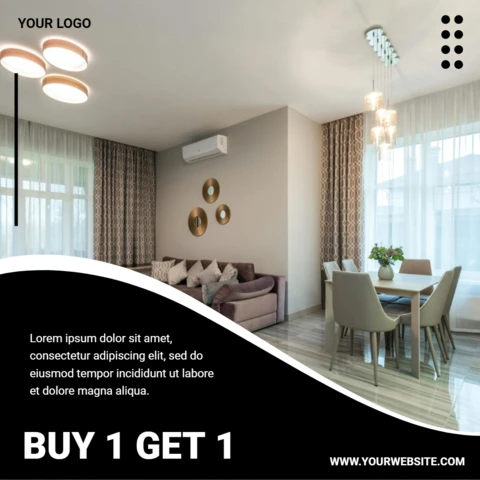 YOUR LOGO
Lorem ipsum dolor sit amet,
consectetur adipiscing elit, sed do
eiusmod tempor incididunt ut labore
et dolore magna aliqua.
BUY 1 GET 1
WWW.YOURWEBSITE.COM